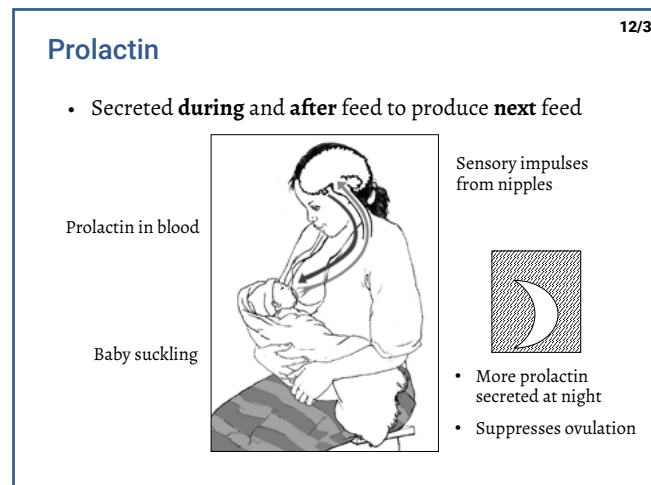 12/3
Prolactin
• Secreted during and after feed to produce next feed
Sensory impulses
from nipples
Prolactin in blood
Baby suckling
• More prolactin
secreted at night
• Suppresses ovulation